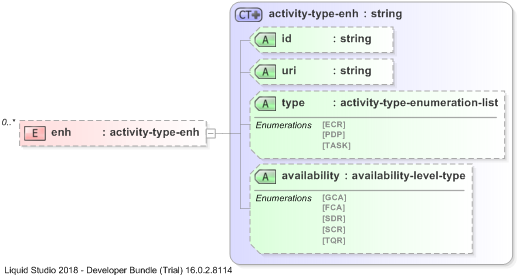 CT+ activity-type-enh : string
A id : string
A uri : string
A type : activity-type-enumeration-list
Enumerations [ECR]
[PDP]
[TASK]
0..*
E enh : activity-type-enh
A availability : availability-level-type
Enumerations [GCA]
[FCA]
[SDR]
[SCR]
[TQR]
Liquid Studio 2018 - Developer Bundle (Trial) 16.0.2.8114